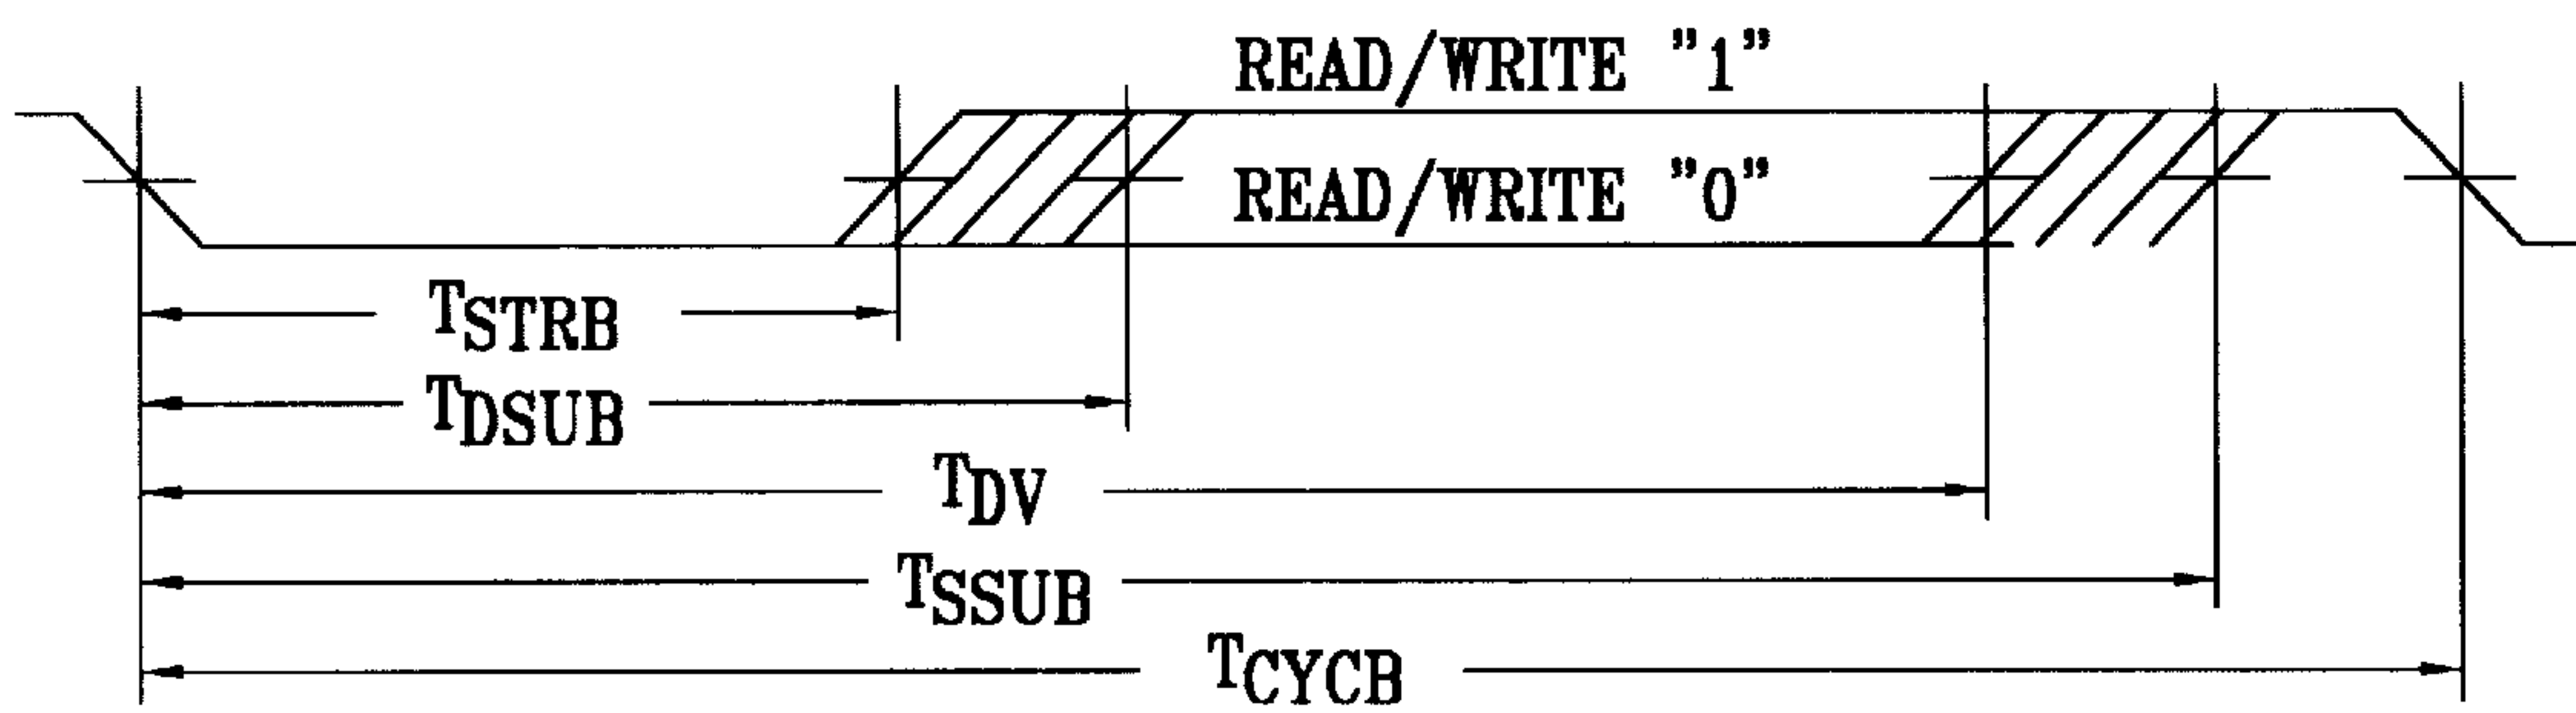 READ/WRITE "1"
READ/WRITE "0"
TSTRB
TDSUB
TDV
TSSUB
TCYCB